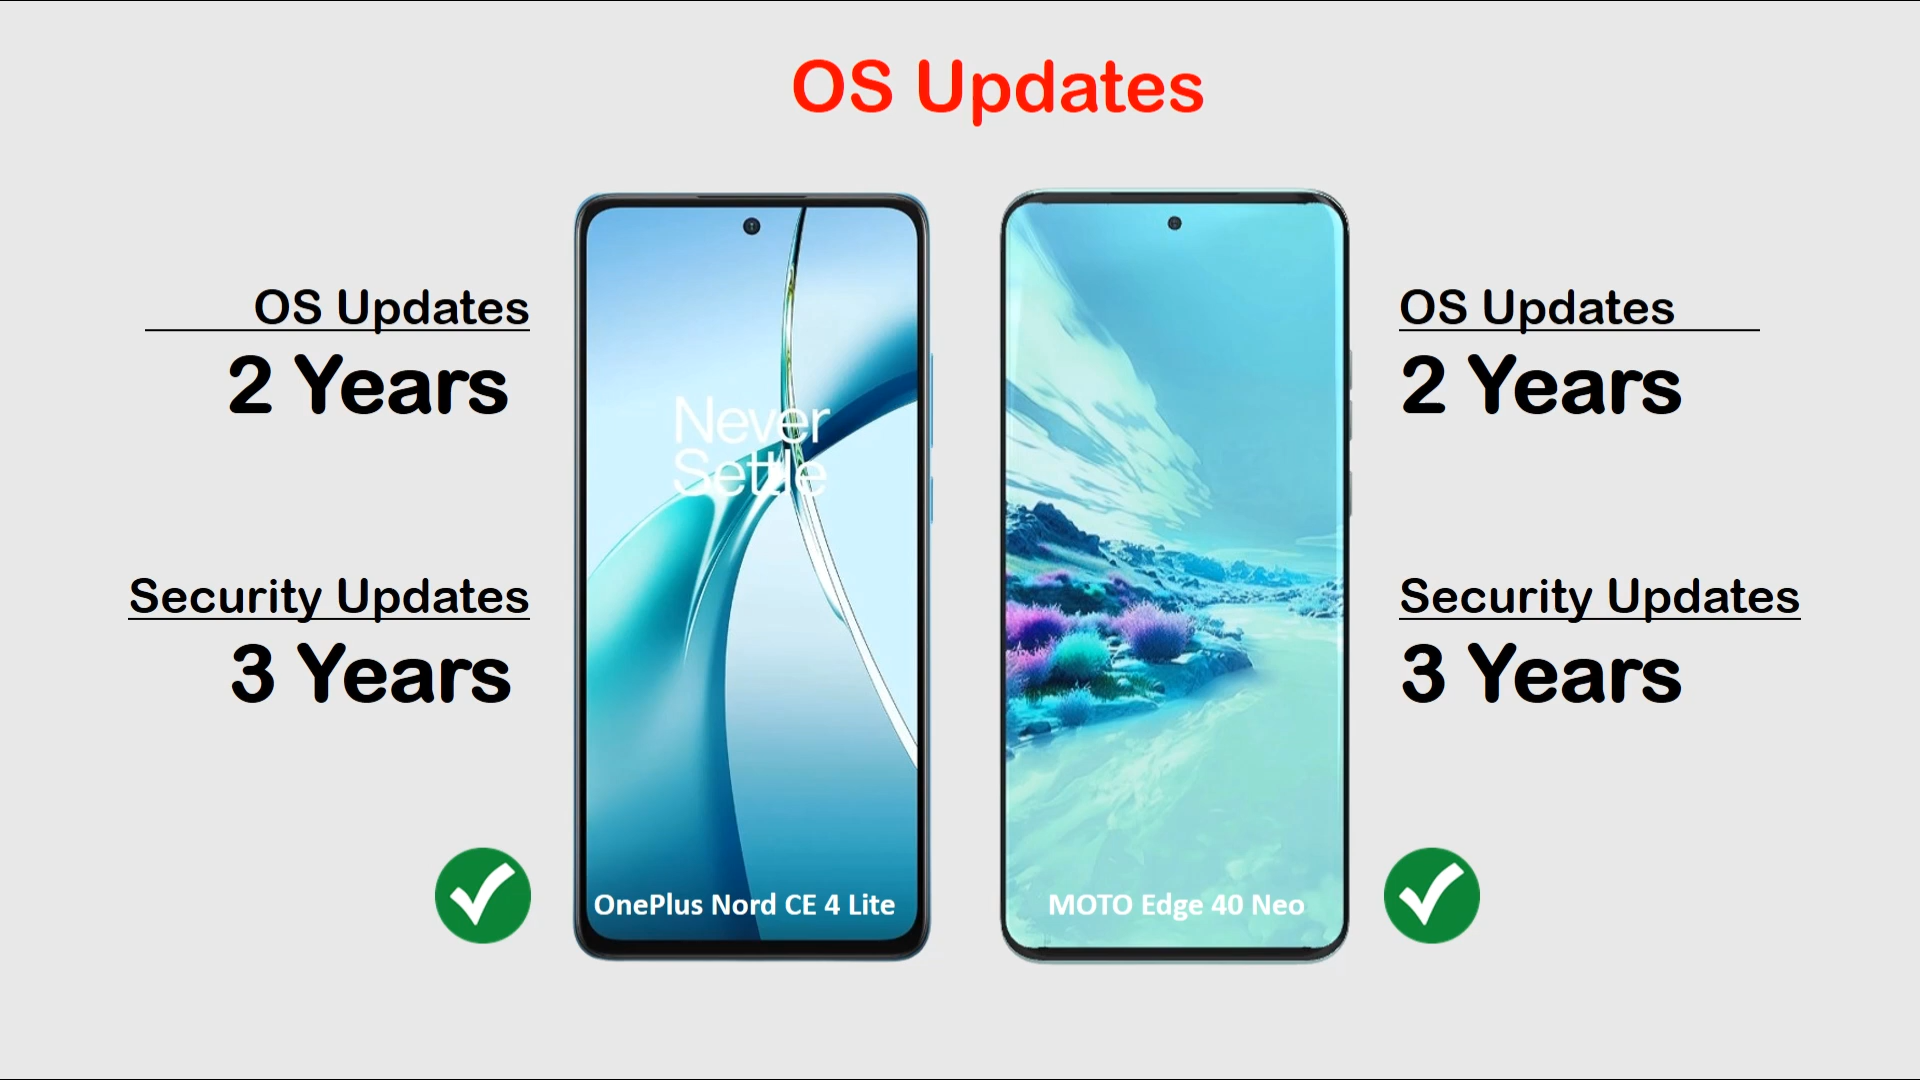 OS Updates
OS Updates
2 Years
Security Updates
3 Years
Never
Settle
OnePlus Nord CE 4 Lite
MOTO Edge 40 Neo
OS Updates
2 Years
Security Updates
3 Years